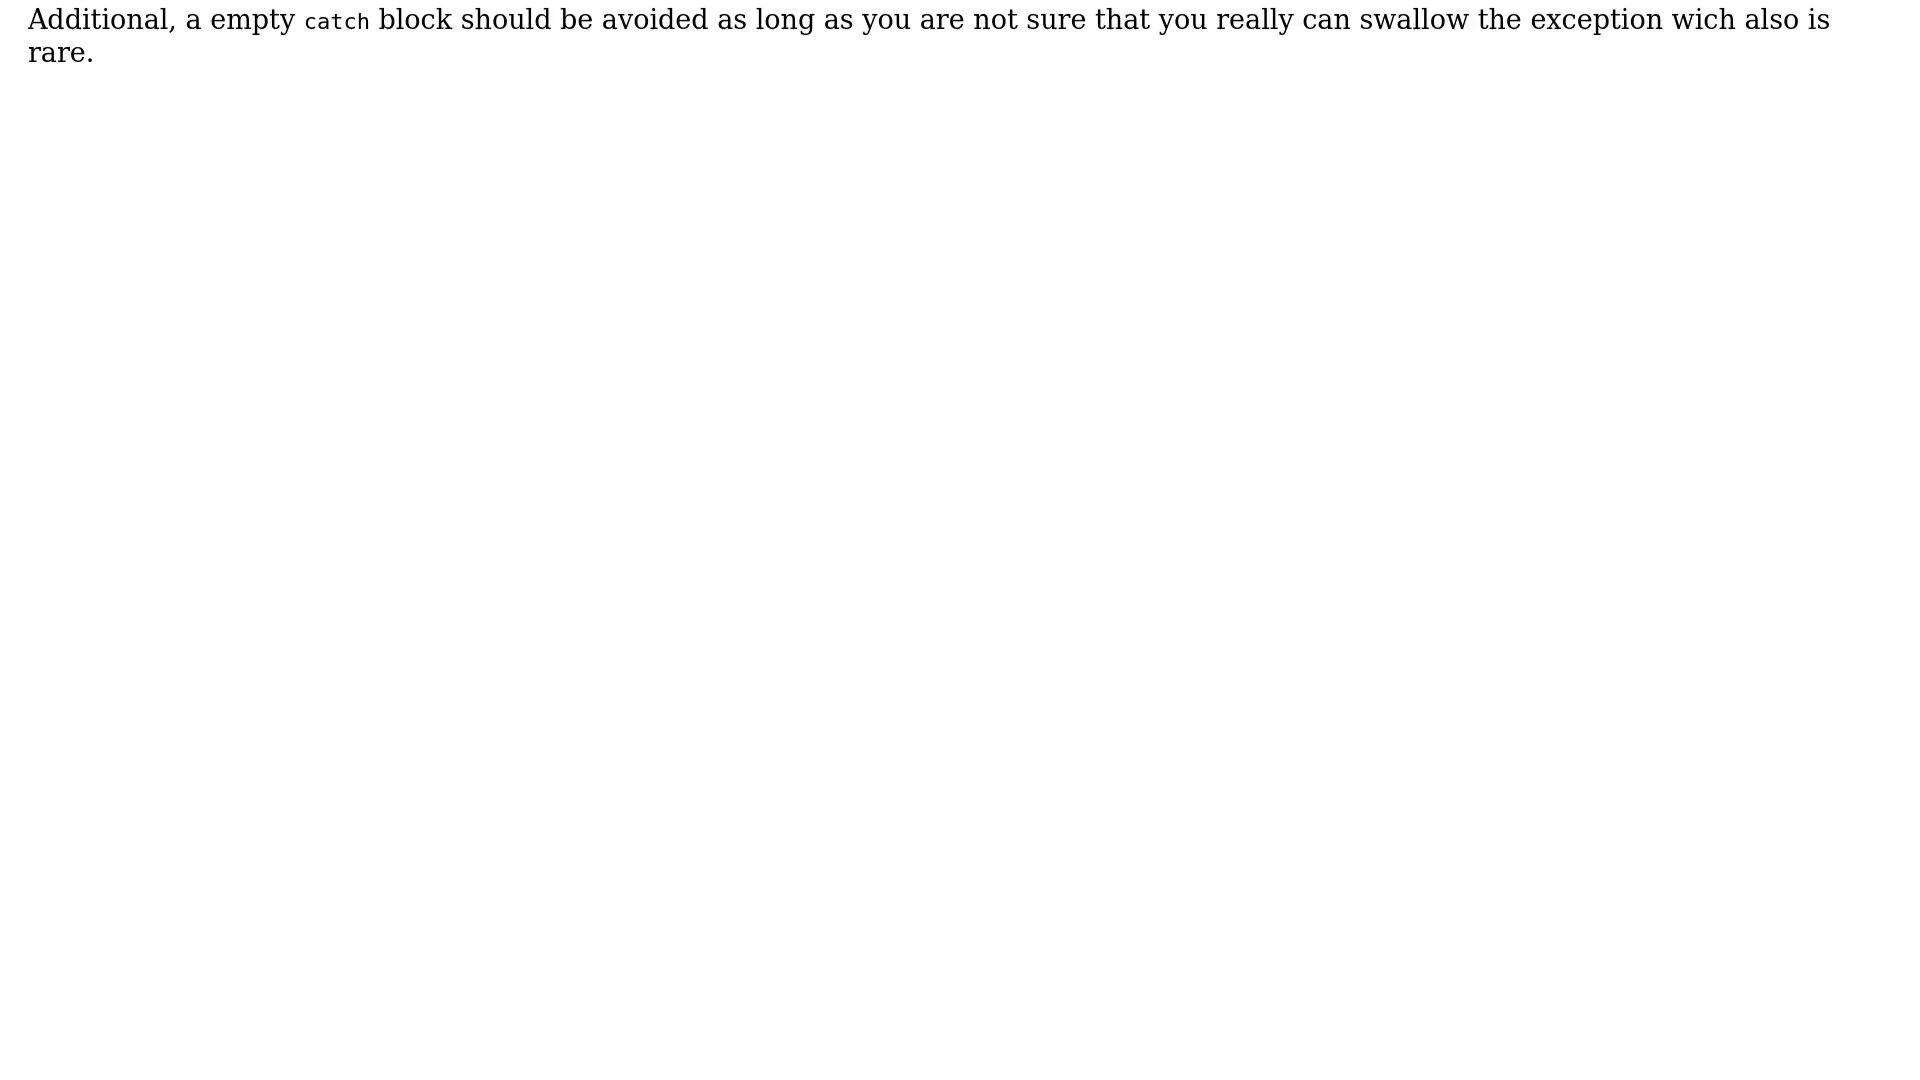 Additional, a empty catch block should be avoided as long as you are not sure that you really can swallow the exception wich also is
rare.